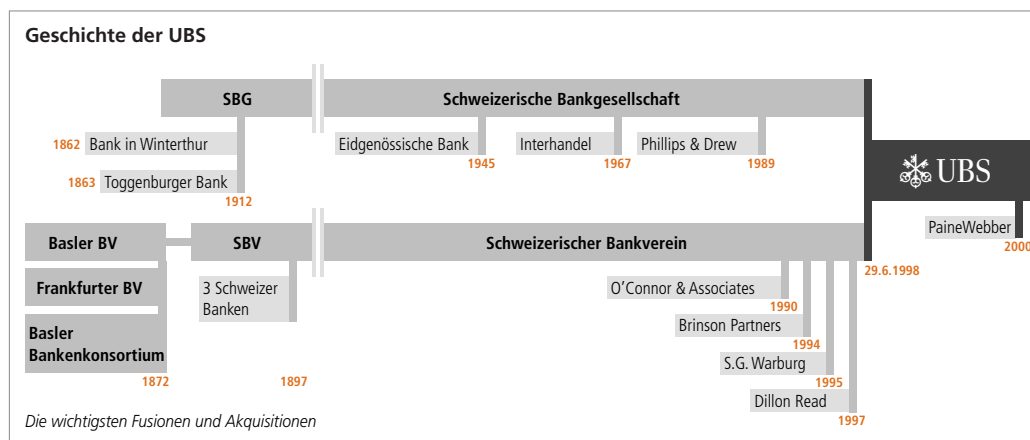 Geschichte der UBS
SBG
Schweizerische Bankgesellschaft
1862 Bank in Winterthur
Eidgenössische Bank
Interhandel
Phillips & Drew
1945
1967
1989
1863 Toggenburger Bank
1912
UBS
PaineWebber
2000
Basler BV
SBV
Schweizerischer Bankverein
29.6.1998
Frankfurter BV
3 Schweizer
Banken
O'Connor & Associates
1990
Basler
Bankenkonsortium
Brinson Partners
1994
S.G. Warburg
1872
1897
1995
Dillon Read
1997
Die wichtigsten Fusionen und Akquisitionen